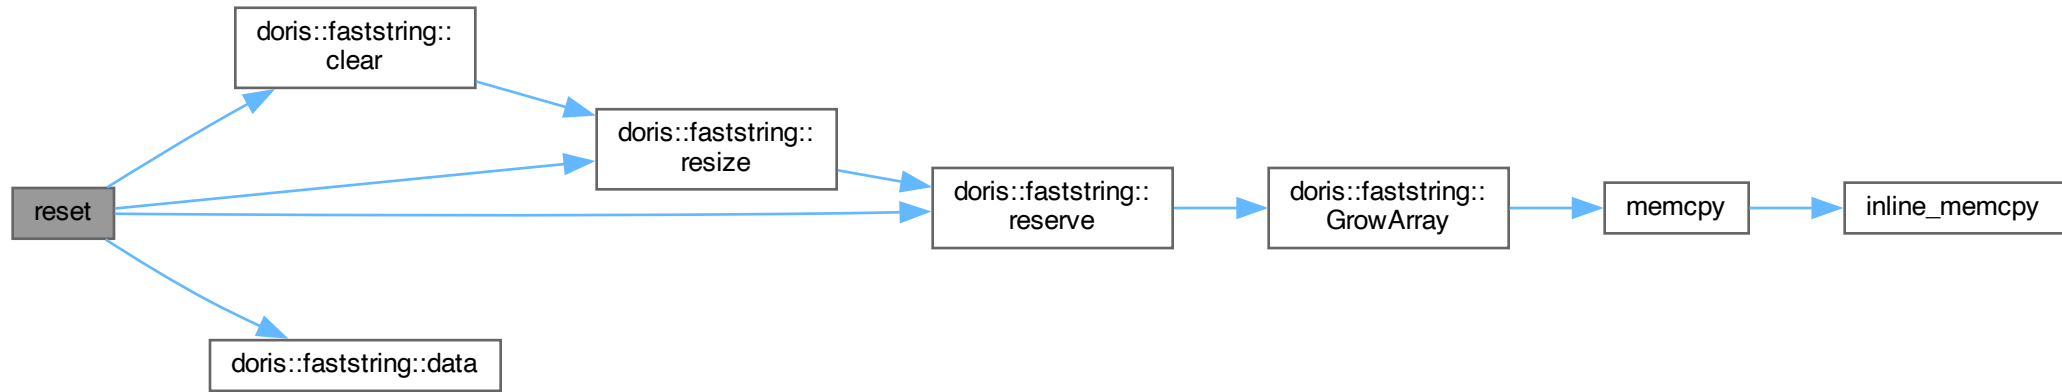 doris::faststring::
clear
doris::faststring::
resize
reset
doris::faststring::
reserve
doris::faststring::
GrowArray
memcpy
inline_memcpy
doris::faststring::data